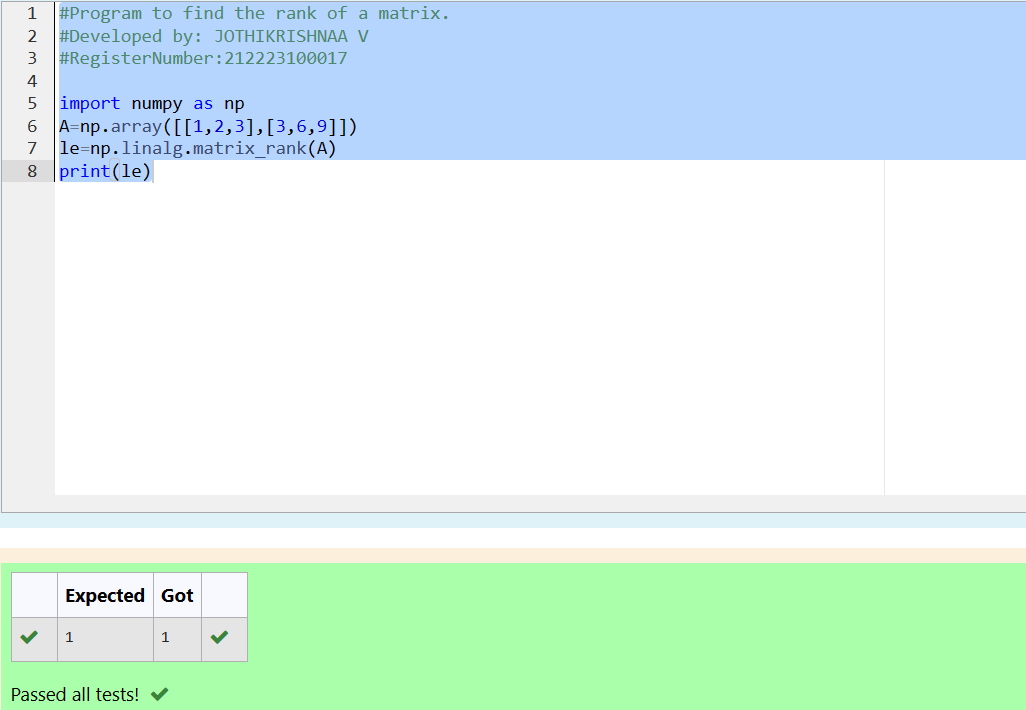 1 #Program to find the rank of a matrix.
2 #Developed by: JOTHIKRISHNAA V
3 #RegisterNumber:212223100017
4
5 import numpy as np
6 A=np.array([[1,2,3],[3,6,9]])
7 le=np.linalg.matrix_rank(A)
8 print(le)
Expected Got
1 1
Passed all tests!